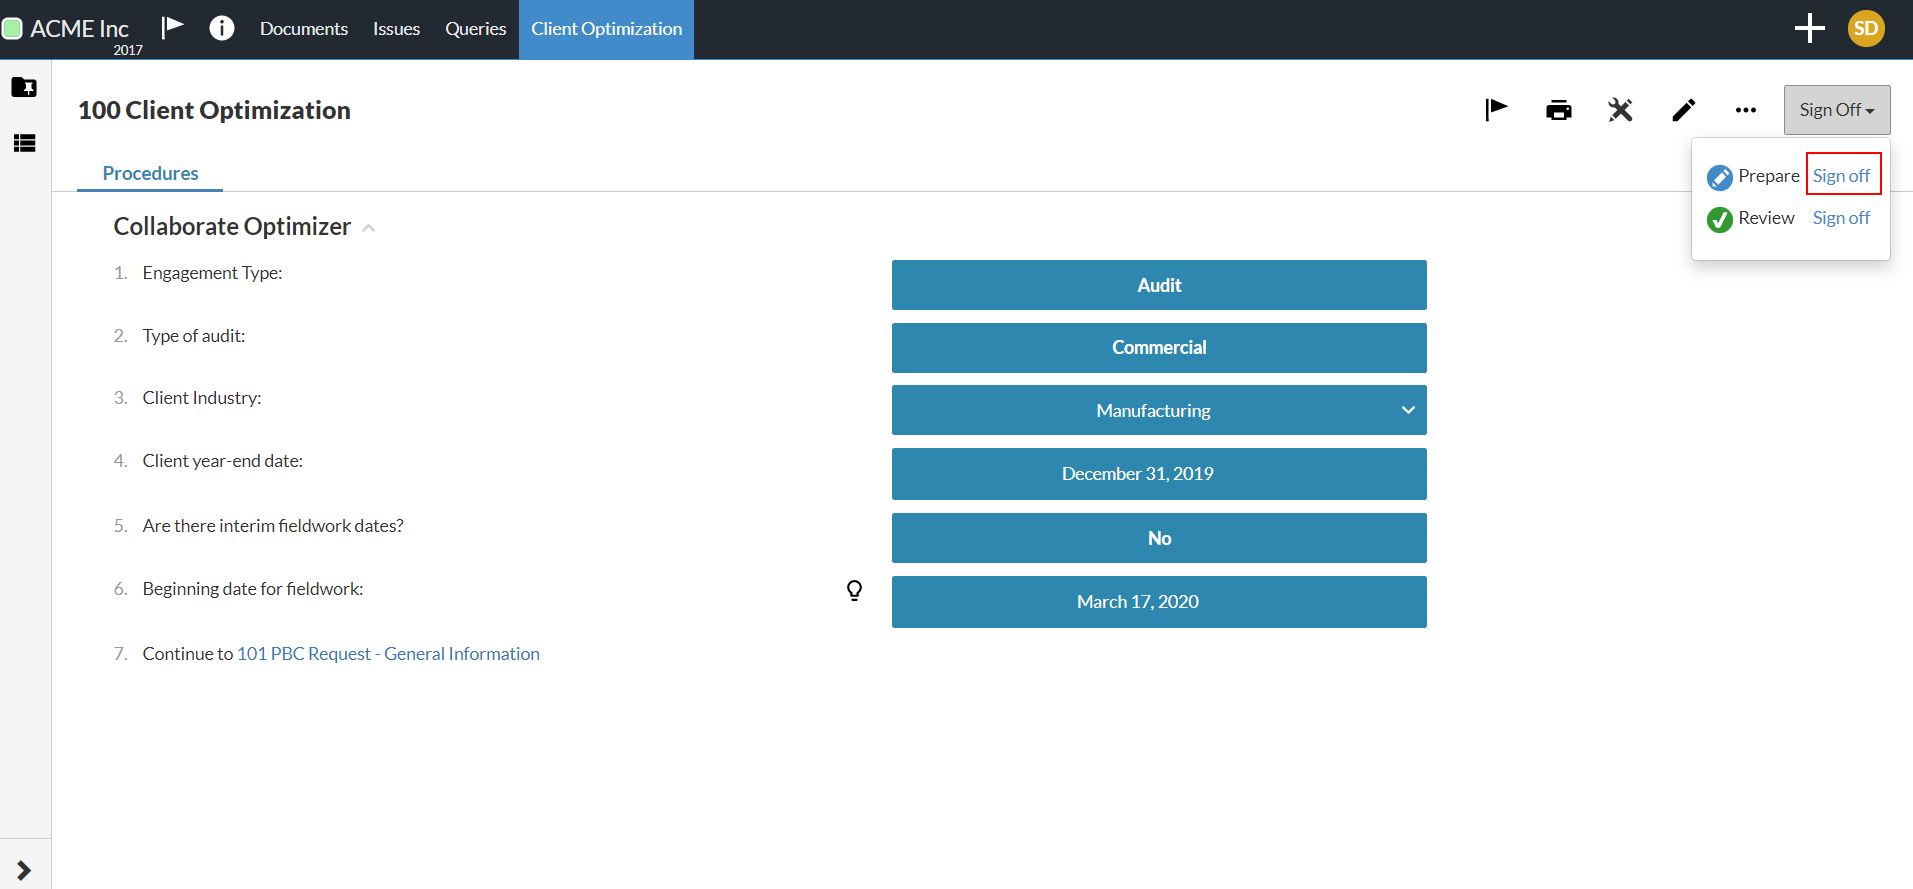 ACME Inc
2017
Documents Issues Queries Client Optimization
SD
100 Client Optimization
Sign Off
Prepare Sign off
Review Sign off
Procedures
Collaborate Optimizer
1. Engagement Type: Audit
2. Type of audit: Commercial
3. Client Industry: Manufacturing
4. Client year-end date: December 31, 2019
5. Are there interim fieldwork dates? No
6. Beginning date for fieldwork: March 17, 2020
7. Continue to 101 PBC Request - General Information